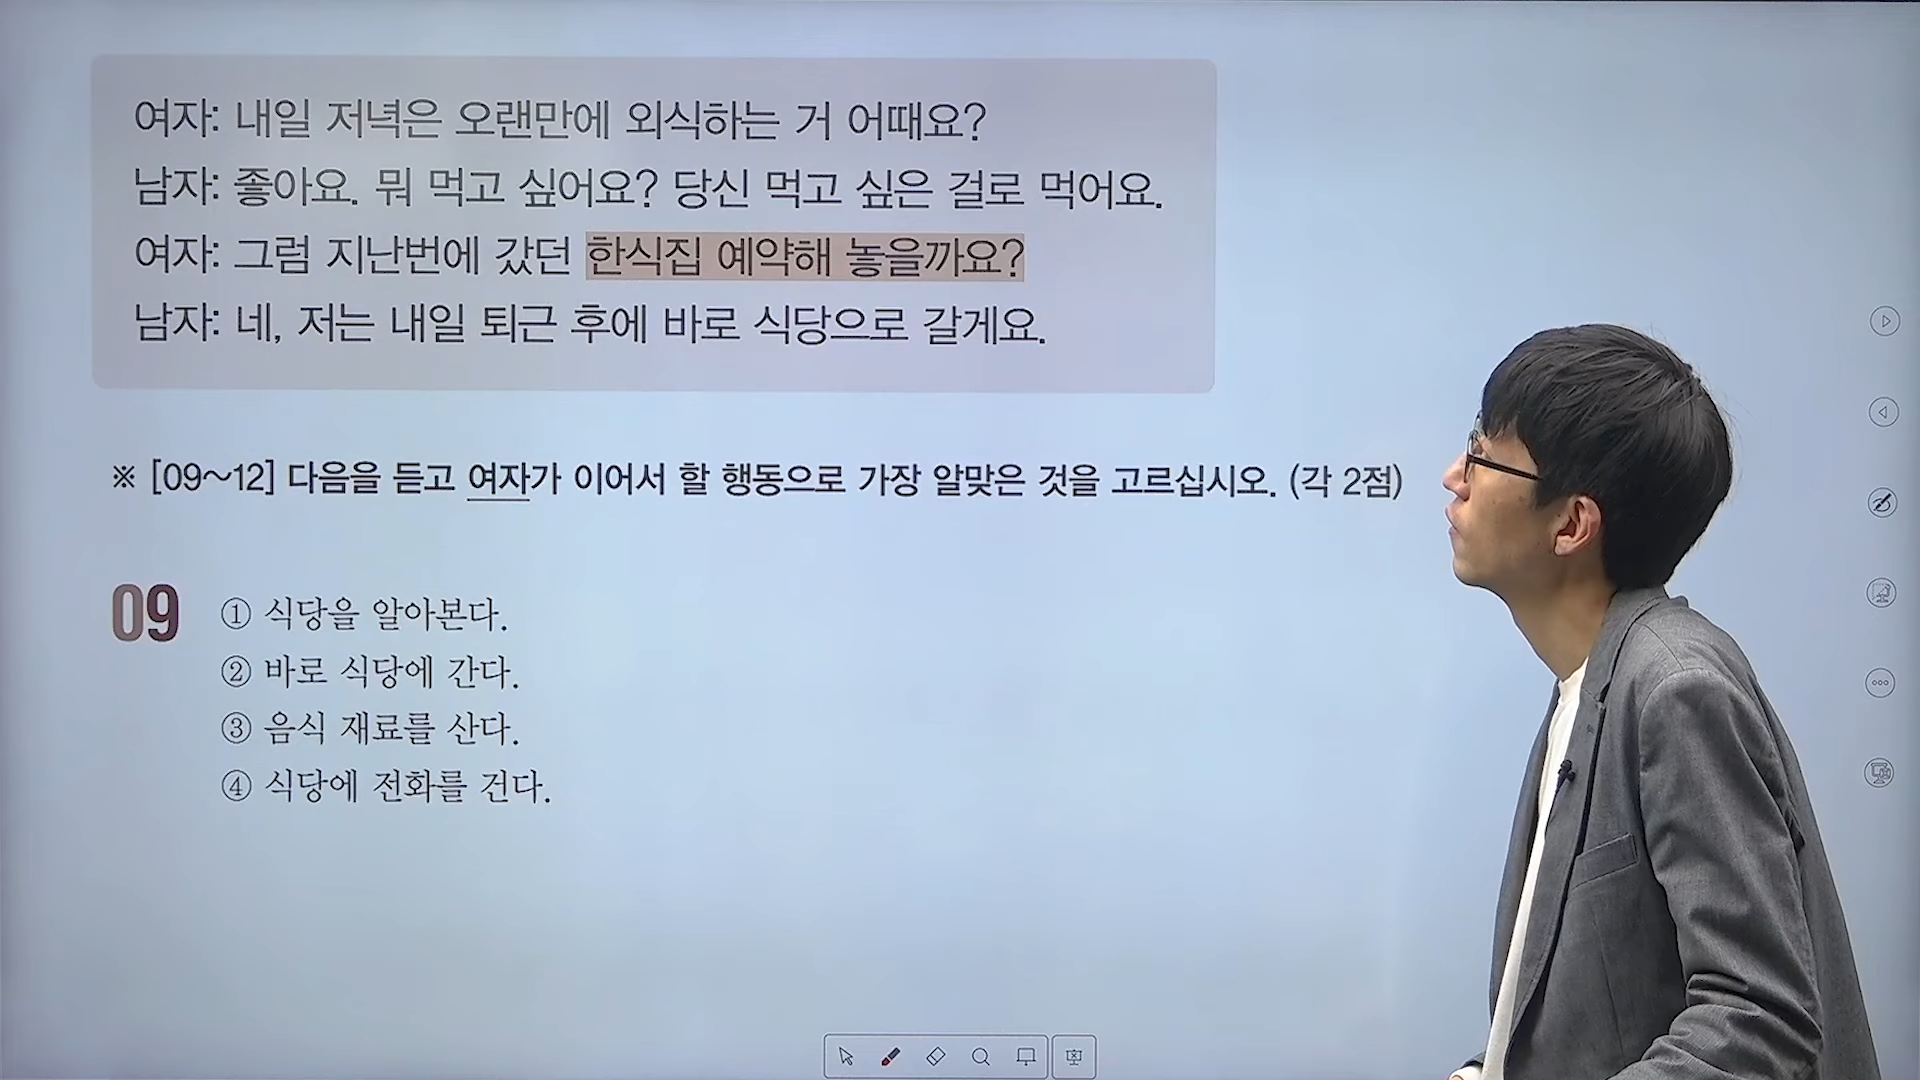 여자: 내일 저녁은 오랜만에 외식하는 거 어때요?
남자: 좋아요. 뭐 먹고 싶어요? 당신 먹고 싶은 걸로 먹어요.
여자: 그럼 지난번에 갔던 한식집 예약해 놓을까요?
남자: 네, 저는 내일 퇴근 후에 바로 식당으로 갈게요.
※ [09~12] 다음을 듣고 여자가 이어서 할 행동으로 가장 알맞은 것을 고르십시오. (각 2점)
09 ① 식당을 알아본다.
② 바로 식당에 간다.
③ 음식 재료를 산다.
④ 식당에 전화를 건다.